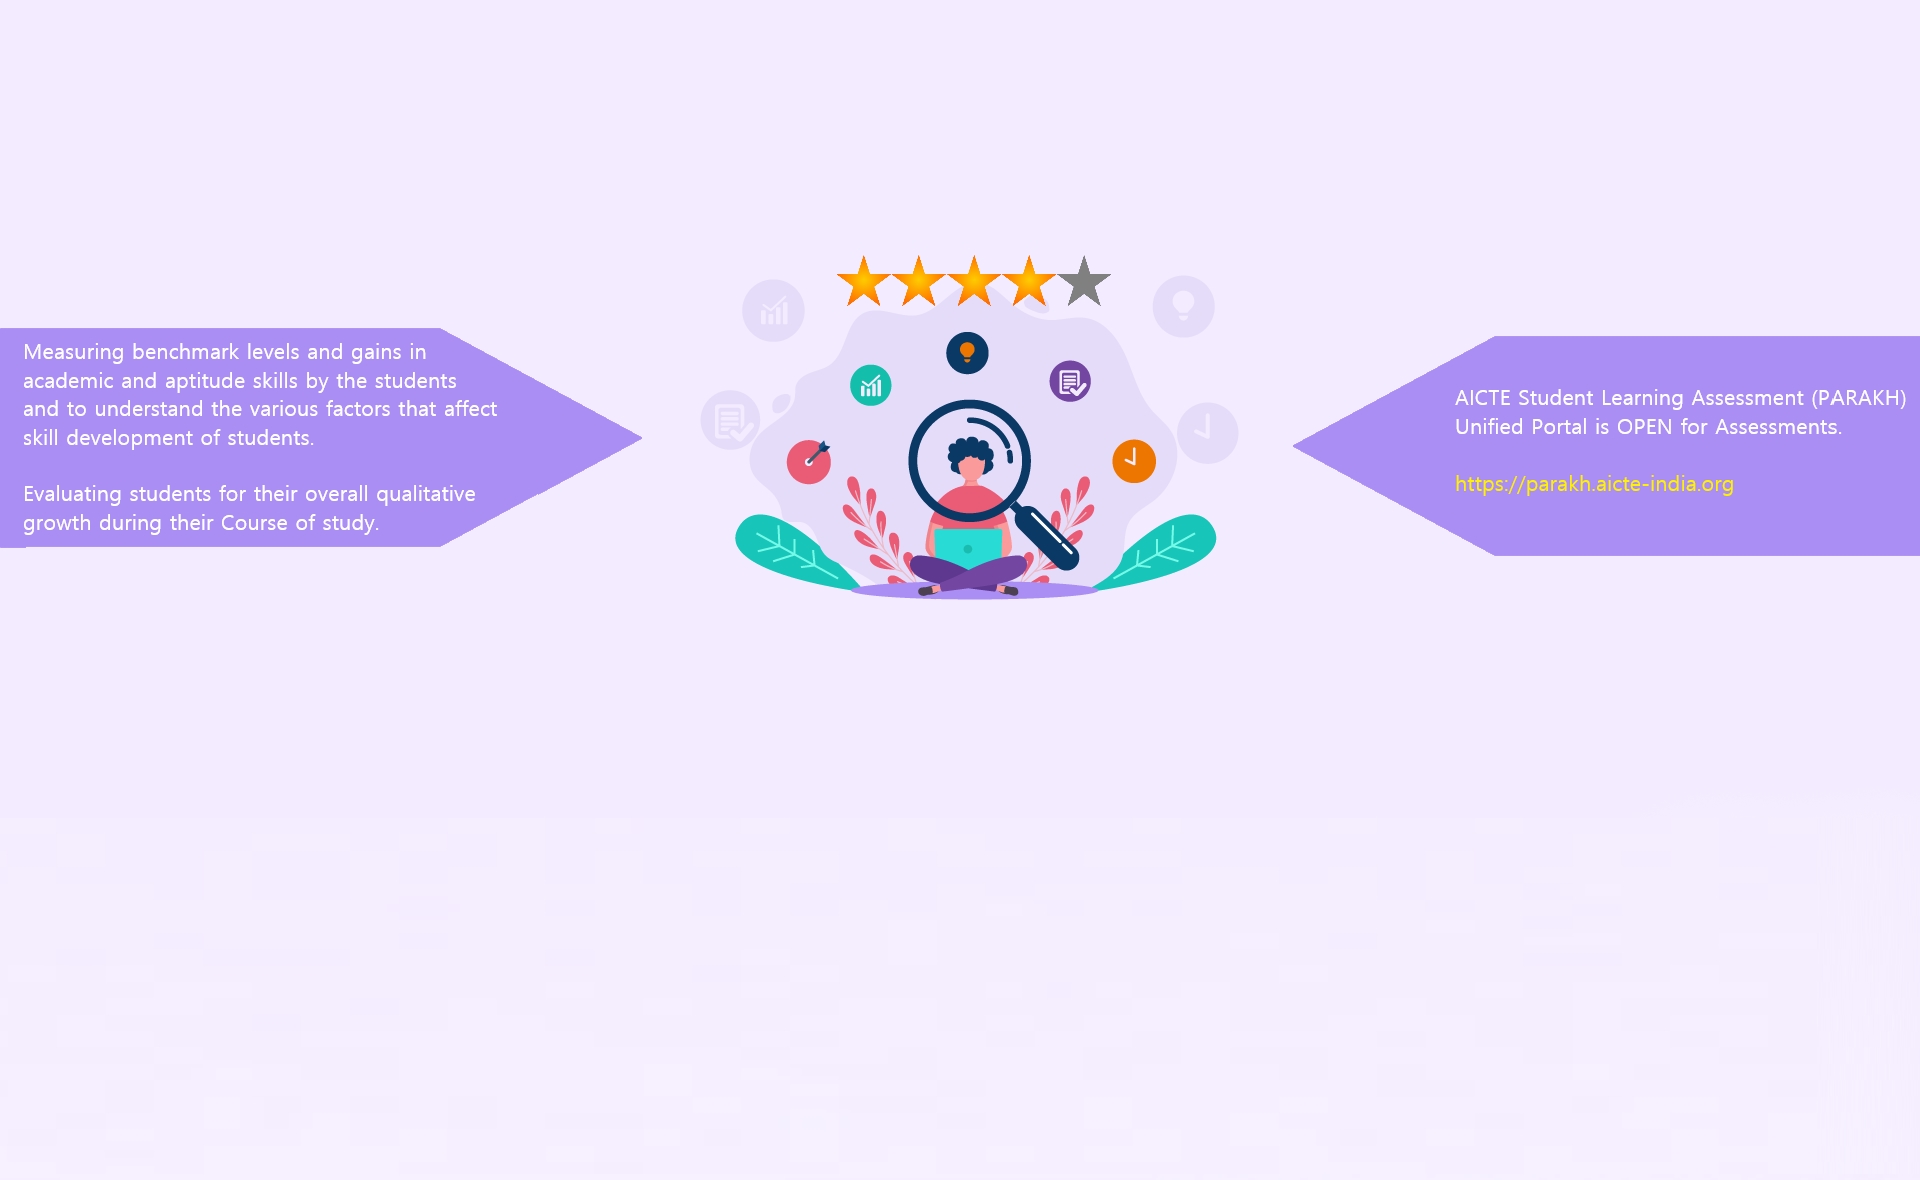 Measuring benchmark levels and gains in
academic and aptitude skills by the students
and to understand the various factors that affect
skill development of students.
Evaluating students for their overall qualitative
growth during their Course of study.
AICTE Student Learning Assessment (PARAKH)
Unified Portal is OPEN for Assessments.
https://parakh.aicte-india.org